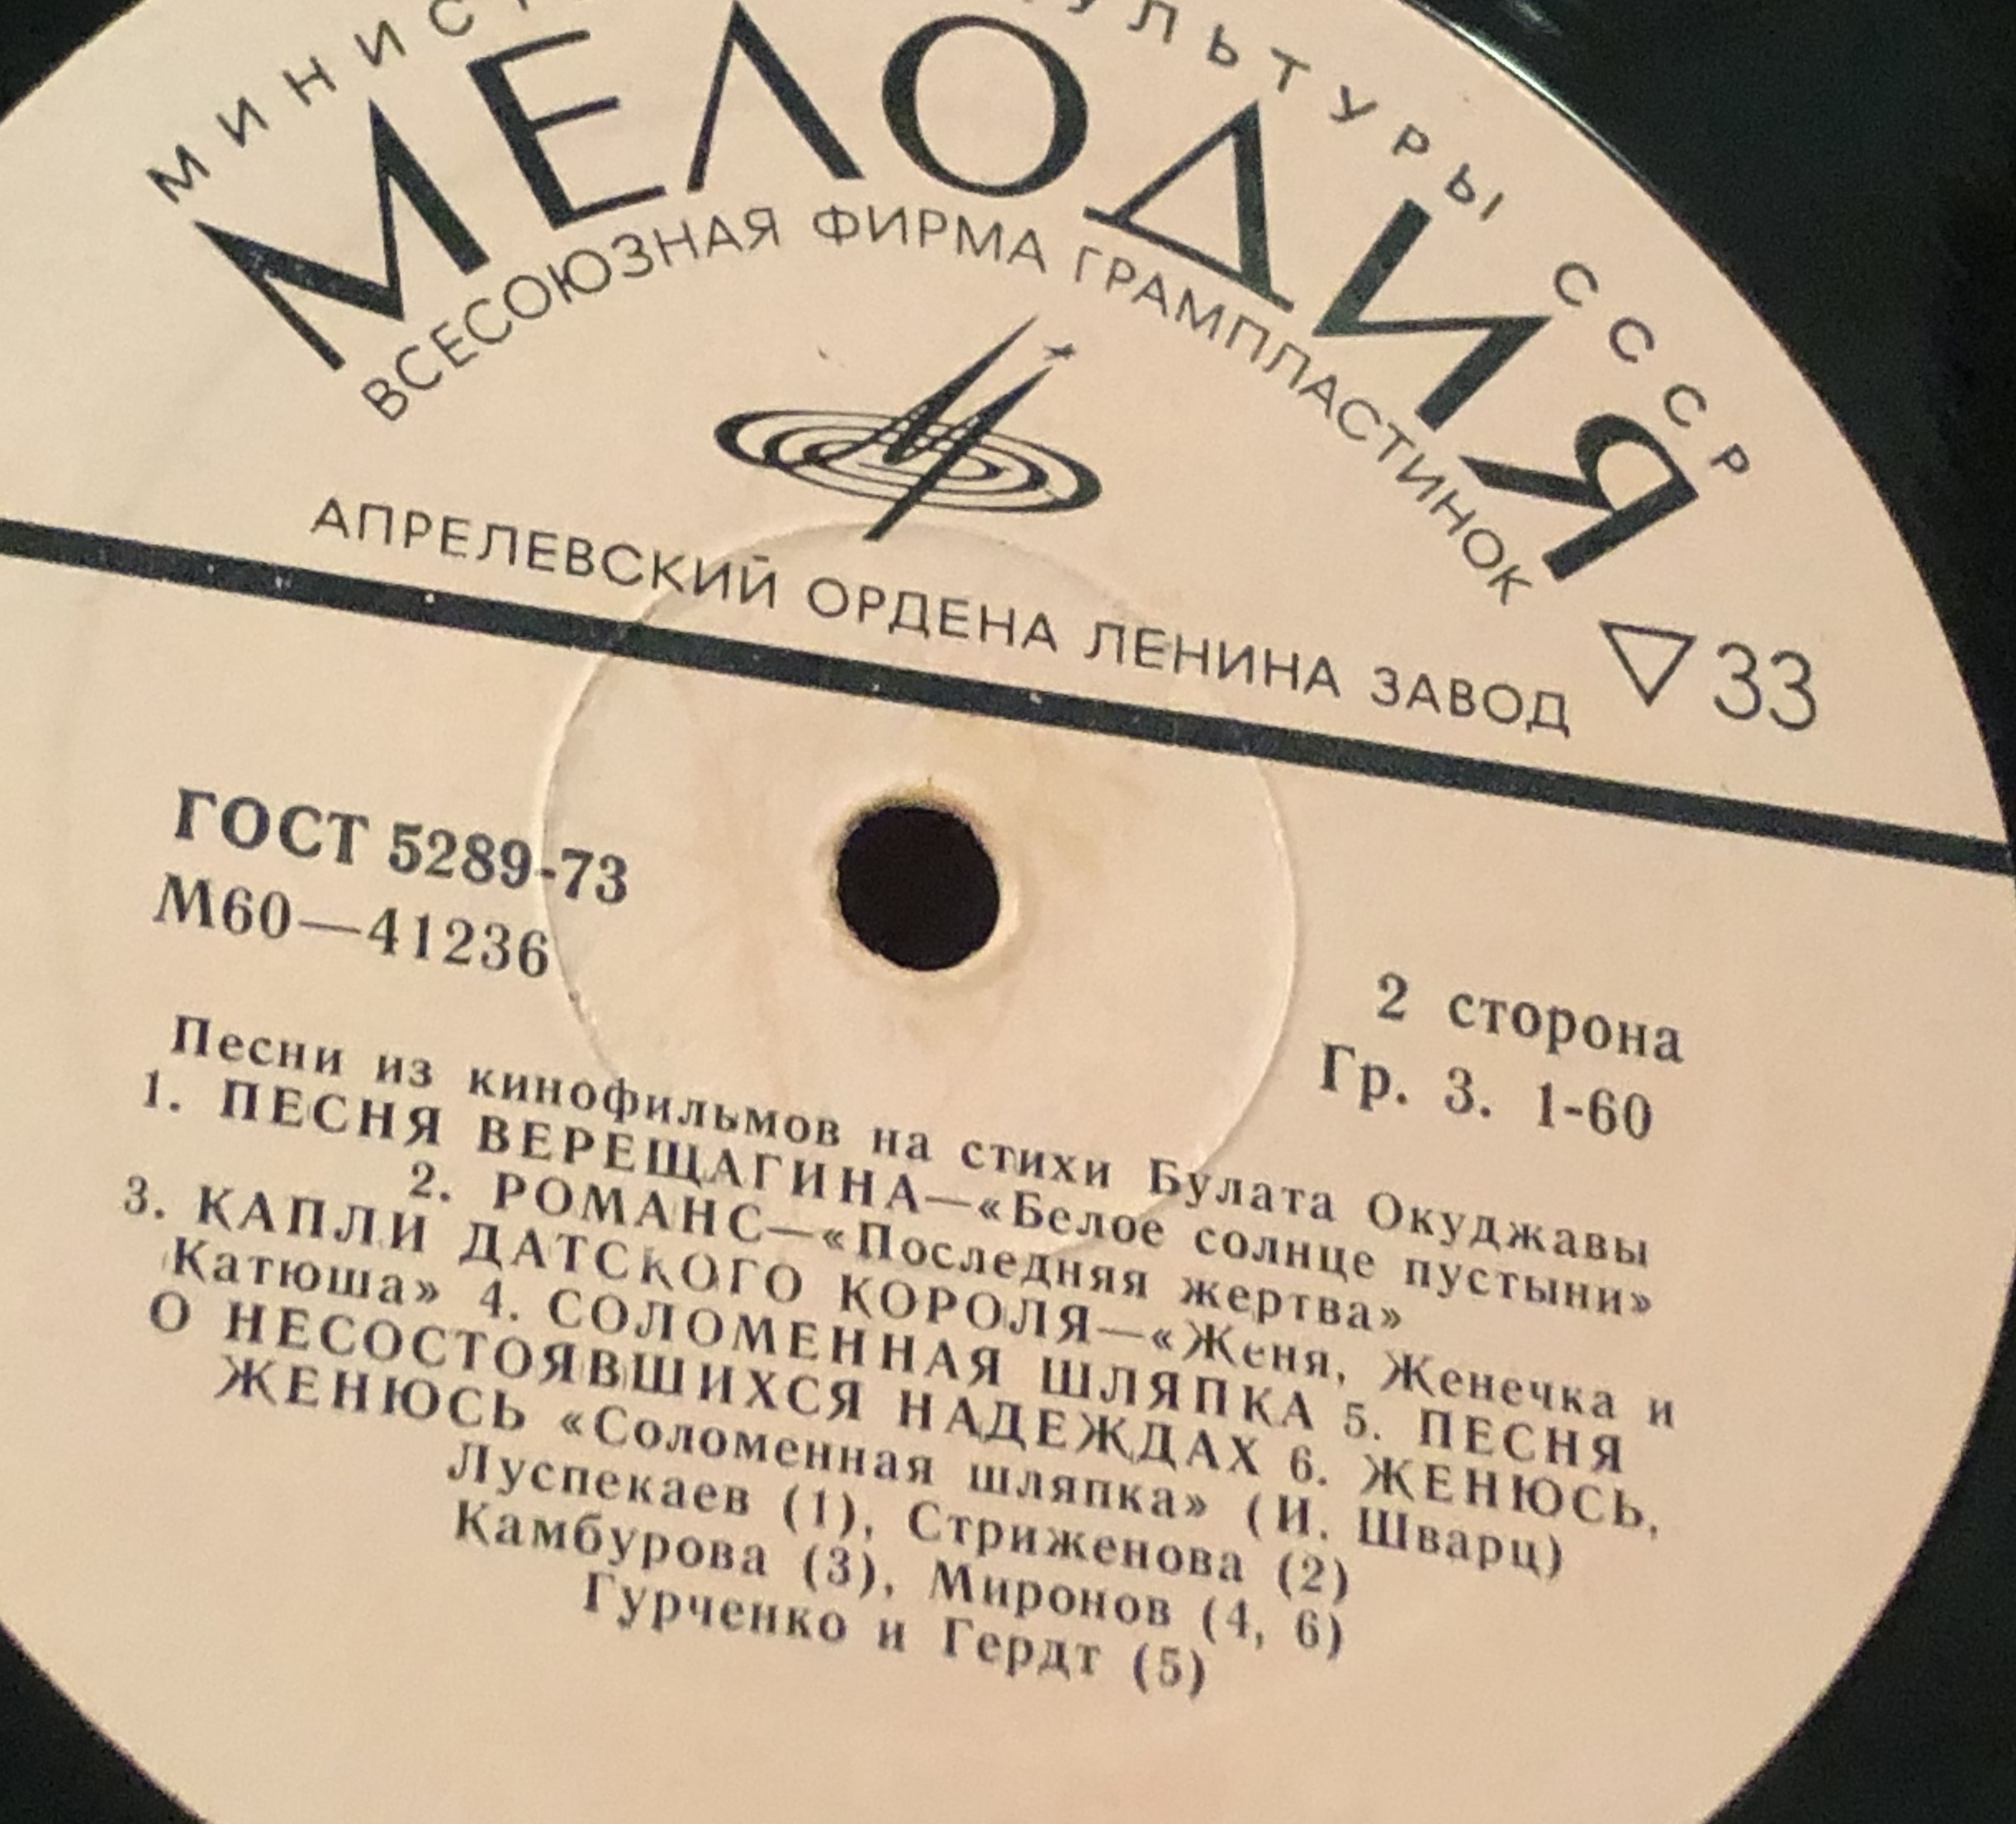 КУЛЬТУРЫ СССР
МЕЛОДИЯ
ВСЕСОЮЗНАЯ ФИРМА ГРАМПЛАСТИНОК
АПРЕЛЕВСКИЙ ОРДЕНА ЛЕНИНА ЗАВОД
▽33
ГОСТ 5289-73
М60—41236
2 сторона
Гр. 3. 1-60
Песни из кинофильмов на стихи Булата Окуджавы
1. ПЕСНЯ ВЕРЕЩАГИНА—«Белое солнце пустыни»
2. РОМАНС—«Последняя жертва»
3. КАПЛИ ДАТСКОГО КОРОЛЯ—«Женя, Женечка и
Катюша» 4. СОЛОМЕННАЯ ШЛЯПКА 5. ПЕСНЯ
О НЕСОСТОЯВШИХСЯ НАДЕЖДАХ 6. ЖЕНЮСЬ,
ЖЕНЮСЬ «Соломенная шляпка» (И. Шварц)
Луспекаев (1), Стриженова (2)
Камбурова (3), Миронов (4, 6)
Гурченко и Гердт (5)